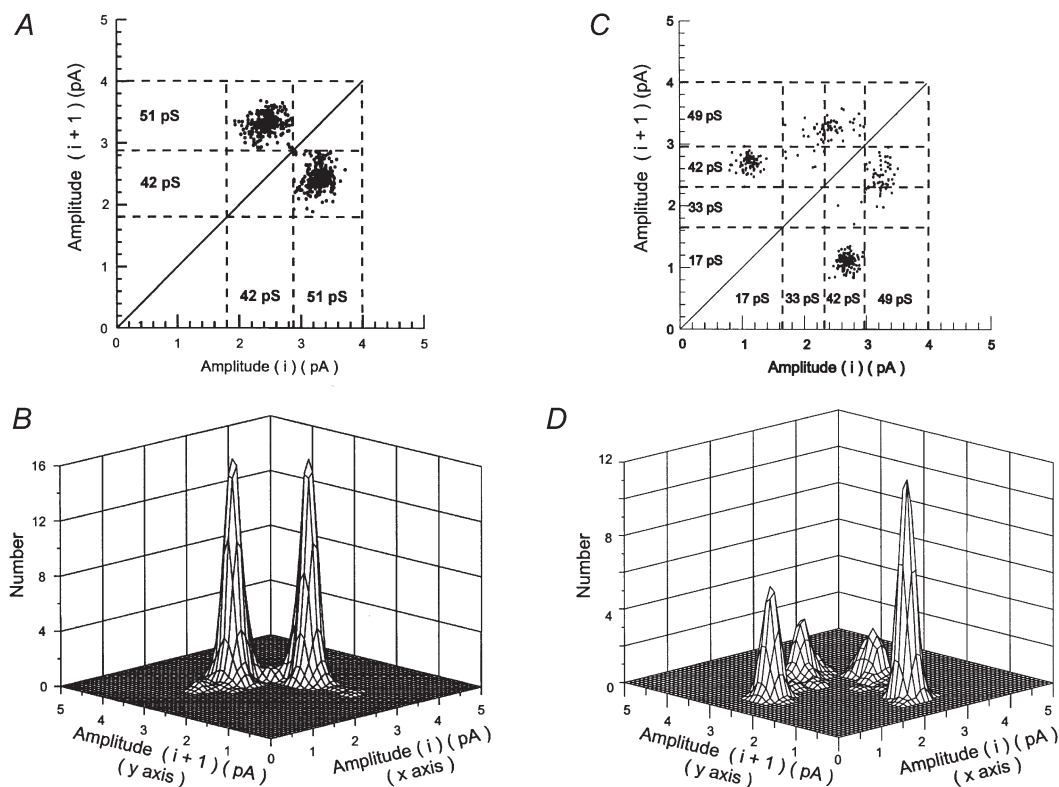 A
Amplitude ( i + 1 ) (pA)
5
4
3
2
1
0
51 pS
42 pS
42 pS
51 pS
0
1
2
3
4
5
Amplitude ( i ) ( pA )
C
Amplitude ( i + 1 ) (pA)
5
4
3
2
1
0
49 pS
42 pS
33 pS
17 pS
17 pS
33 pS
42 pS
49 pS
0
1
2
3
4
5
Amplitude ( i ) ( pA )
B
Number
16
12
8
4
0
5
4
3
2
1
0
1
2
3
4
5
Amplitude ( i + 1 ) ( pA )
( y axis )
Amplitude ( i ) ( pA )
( x axis )
D
Number
12
10
8
6
4
0
5
4
3
2
1
0
1
2
3
4
5
Amplitude ( i + 1 ) ( pA )
( y axis )
Amplitude ( i ) ( pA )
( x axis )